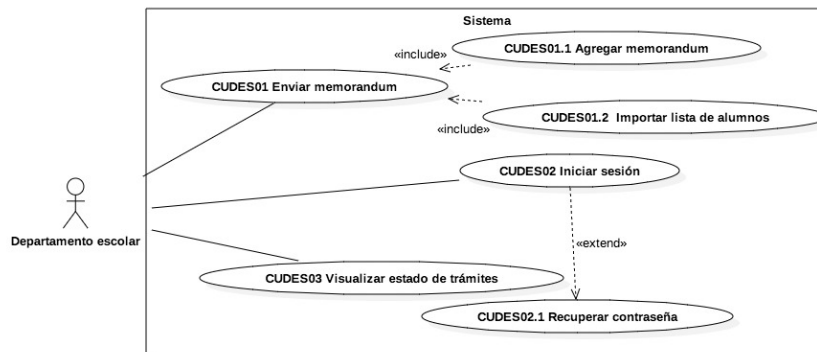 Sistema
CUDES01.1 Agregar memorandum
«include»
CUDES01 Enviar memorandum
CUDES01.2 Importar lista de alumnos
«include»
CUDES02 Iniciar sesión
Departamento escolar
«extend»
CUDES03 Visualizar estado de trámites
CUDES02.1 Recuperar contraseña